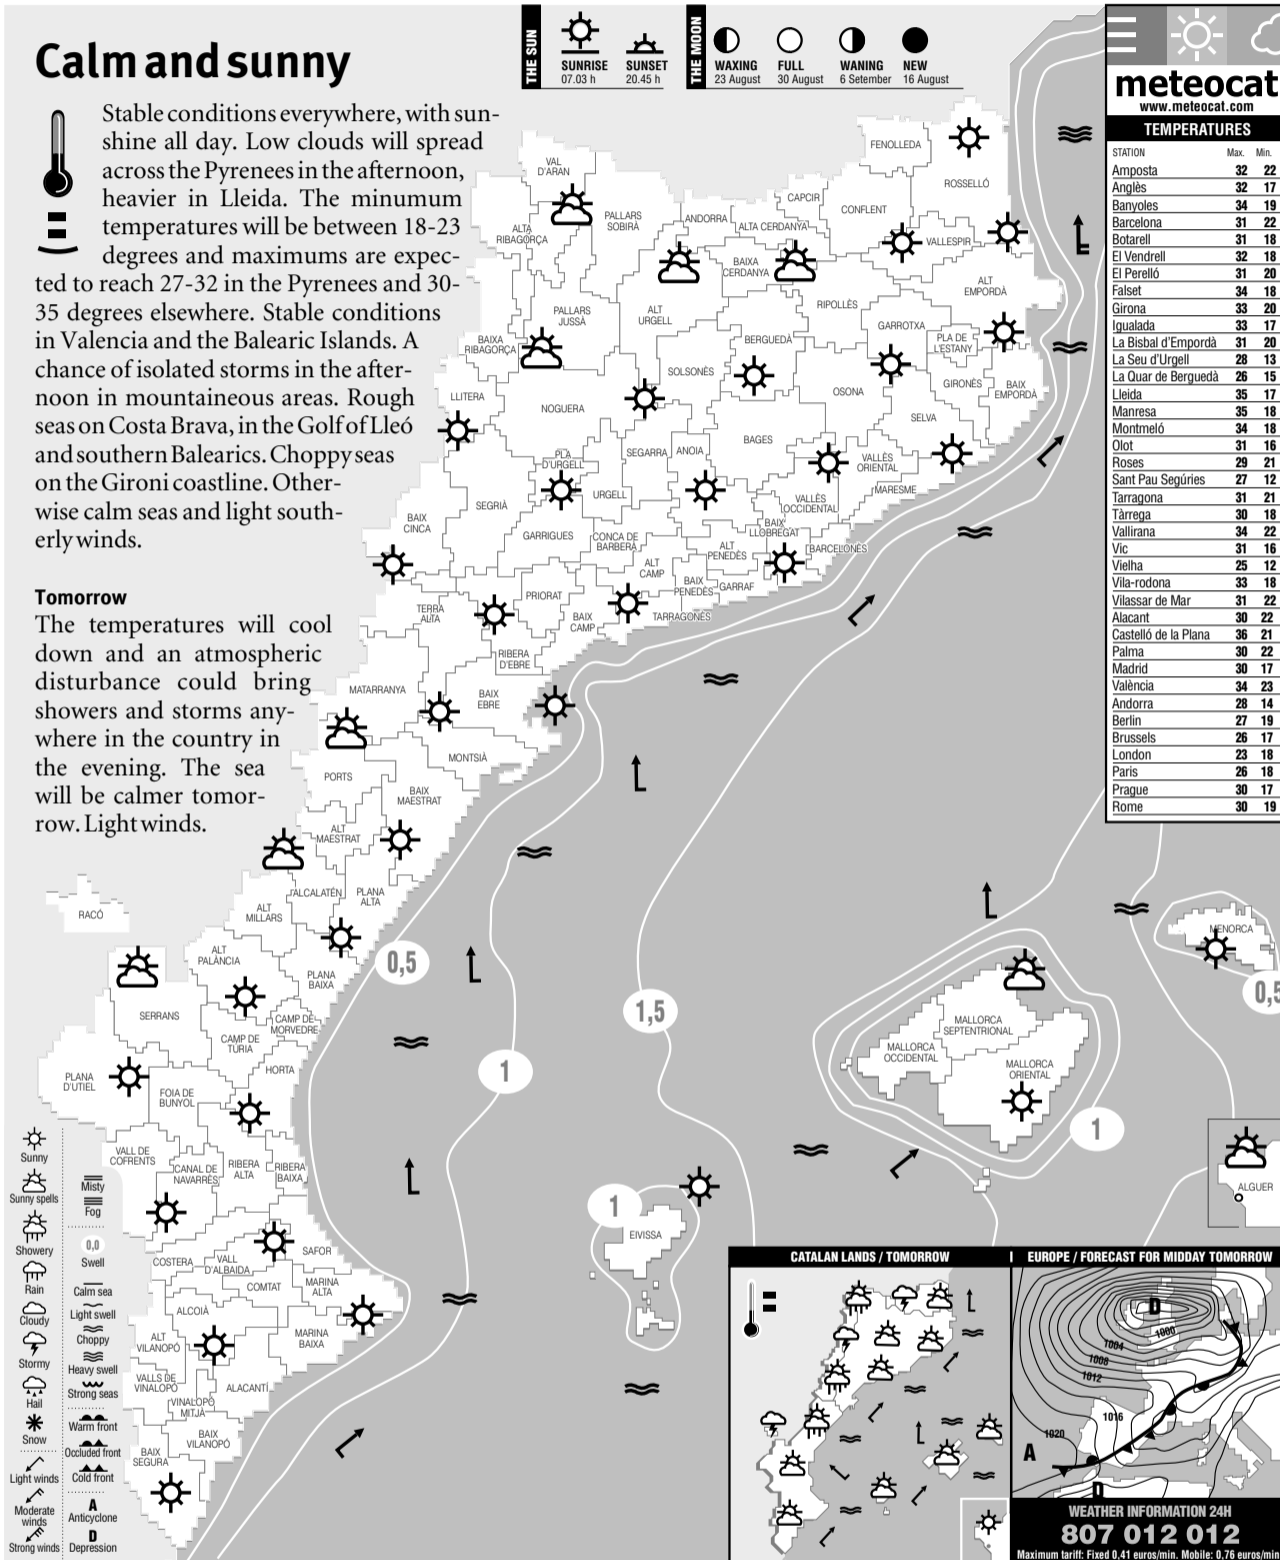 Calm and sunny
Stable conditions everywhere, with sun-
shine all day. Low clouds will spread
across the Pyrenees in the afternoon,
heavier in Lleida. The minumum
temperatures will be between 18-23
degrees and maximums are expec-
ted to reach 27-32 in the Pyrenees and 30-
35 degrees elsewhere. Stable conditions
in Valencia and the Balearic Islands. A
chance of isolated storms in the after-
noon in mountaineous areas. Rough
seas on Costa Brava, in the Golf of Lleó
and southern Balearics. Choppy seas
on the Gironi coastline. Other-
wise calm seas and light south-
erly winds.
Tomorrow
The temperatures will cool
down and an atmospheric
disturbance could bring
showers and storms any-
where in the country in
the evening. The sea
will be calmer tomor-
row. Light winds.
THE SUN
SUNRISE
07.03 h
SUNSET
20.45 h
THE MOON
WAXING
23 August
FULL
30 August
WANING
6 Setember
NEW
16 August
meteocat
www.meteocat.com
TEMPERATURES
STATION Max. Min.
Amposta 32 22
Anglès 32 17
Banyoles 34 19
Barcelona 31 22
Botarell 31 18
El Vendrell 32 18
El Perelló 31 20
Falset 34 18
Girona 33 20
Igualada 33 17
La Bisbal d'Empordà 31 20
La Seu d'Urgell 28 13
La Quar de Berguedà 26 15
Lleida 35 17
Manresa 35 18
Montmeló 34 18
Olot 31 16
Roses 29 21
Sant Pau Segúries 27 12
Tarragona 31 21
Tàrrega 30 18
Vallirana 34 22
Vic 31 16
Vielha 25 12
Vila-rodona 33 18
Vilassar de Mar 31 22
Alacant 30 22
Castelló de la Plana 36 21
Palma 30 22
Madrid 30 17
València 34 23
Andorra 28 14
Berlin 27 19
Brussels 26 17
London 23 18
Paris 26 18
Prague 30 17
Rome 30 19
FENOLLEDA
ROSSELLÓ
VAL
D'ARAN
CAPCIR
CONFLENT
ALTA
RIBAGORÇA
PALLARS
SOBIRÀ
ANDORRA
ALTA CERDANYA
VALLESPIR
BAIXA
CERDANYA
ALT
EMPORDÀ
PALLARS
JUSSÀ
ALT
URGELL
RIPOLLÈS
GARROTXA
BAIXA
RIBAGORÇA
BERGUEDÀ
PLA DE
L'ESTANY
SOLSONÈS
LLITERA
NOGUERA
OSONA
GIRONÈS
BAIX
EMPORDÀ
SELVA
PLA
D'URGELL
SEGARRA
ANOIA
BAGES
VALLÈS
ORIENTAL
MARESME
SEGRIÀ
URGELL
VALLÈS
OCCIDENTAL
BAIX
CINCA
GARRIGUES
CONCA DE
BARBERÀ
BAIX
LLOBREGAT
BARCELONÈS
ALT
PENEDÈS
ALT
CAMP
BAIX
PENEDÈS
GARRAF
PRIORAT
TERRA
ALTA
BAIX
CAMP
TARRAGONÈS
RIBERA
D'EBRE
MATARRANYA
BAIX
EBRE
MONTSIÀ
PORTS
BAIX
MAESTRAT
ALT
MAESTRAT
L'ALCALATÉN
PLANA
ALTA
RACÓ
ALT
MILLARS
ALT
PALÀNCIA
PLANA
BAIXA
SERRANS
CAMP DE
MORVEDRE
CAMP DE
TÚRIA
HORTA
PLANA
D'UTIEL
FOIA DE
BUNYOL
VALL DE
COFRENTS
CANAL DE
NAVARRÉS
RIBERA
ALTA
RIBERA
BAIXA
SAFOR
COSTERA
VALL
D'ALBAIDA
COMTAT
MARINA
ALTA
ALCOIÀ
MARINA
BAIXA
ALT
VINALOPÓ
VALLS DE
VINALOPÓ
ALACANTÍ
VINALOPÓ
MITJÀ
BAIX
VILANOPÓ
BAIX
SEGURA
0,5
1
1,5
MENORCA
0,5
MALLORCA
SEPTENTRIONAL
MALLORCA
OCCIDENTAL
MALLORCA
ORIENTAL
1
1
EIVISSA
ALGUER
Sunny
Sunny spells
Showery
Rain
Cloudy
Stormy
Hail
Snow
Light winds
Moderate
winds
Strong winds
Misty
Fog
0,0
Swell
Calm sea
Light swell
Choppy
Heavy swell
Strong seas
Warm front
Occluded front
Cold front
A
Anticyclone
D
Depression
CATALAN LANDS / TOMORROW
EUROPE / FORECAST FOR MIDDAY TOMORROW
D
1000
1004
1008
1012
1016
1020
A
D
WEATHER INFORMATION 24H
807 012 012
Maximum tariff: Fixed 0,41 euros/min. Mobile: 0,76 euros/min